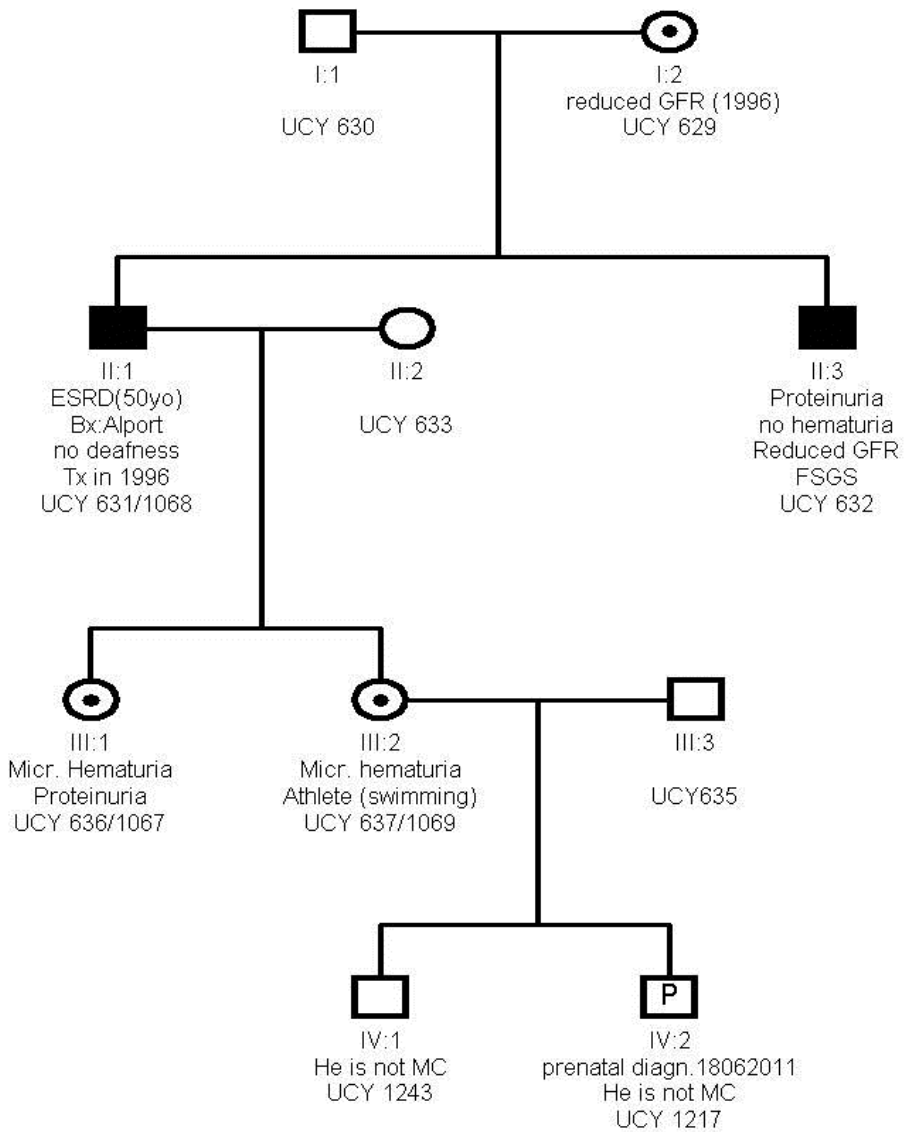 I:1
UCY 630
I:2
reduced GFR (1996)
UCY 629
II:1
ESRD(50yo)
Bx:Alport
no deafness
Tx in 1996
UCY 631/1068
II:2
UCY 633
II:3
Proteinuria
no hematuria
Reduced GFR
FSGS
UCY 632
III:1
Micr. Hematuria
Proteinuria
UCY 636/1067
III:2
Micr. hematuria
Athlete (swimming)
UCY 637/1069
III:3
UCY635
IV:1
He is not MC
UCY 1243
P
IV:2
prenatal diagn.18062011
He is not MC
UCY 1217